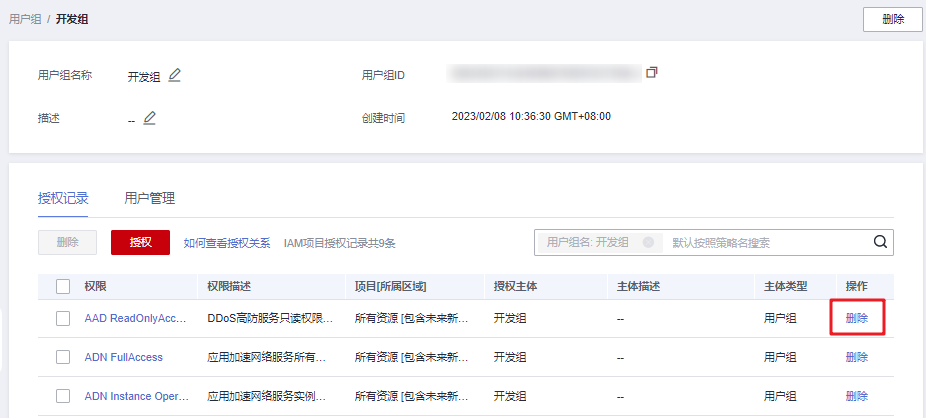 用户组 / 开发组
删除
用户组名称 开发组 用户组ID
描述 -- 创建时间 2023/02/08 10:36:30 GMT+08:00
授权记录 用户管理
删除 授权 如何查看授权关系 IAM项目授权记录共9条 用户组名: 开发组 默认按照策略名搜索
权限 权限描述 项目[所属区域] 授权主体 主体描述 主体类型 操作
AAD ReadOnlyAcc... DDoS高防服务只读权限... 所有资源 [包含未来新... 开发组 -- 用户组 删除
ADN FullAccess 应用加速网络服务所有... 所有资源 [包含未来新... 开发组 -- 用户组 删除
ADN Instance Oper... 应用加速网络服务实例... 所有资源 [包含未来新... 开发组 -- 用户组 删除